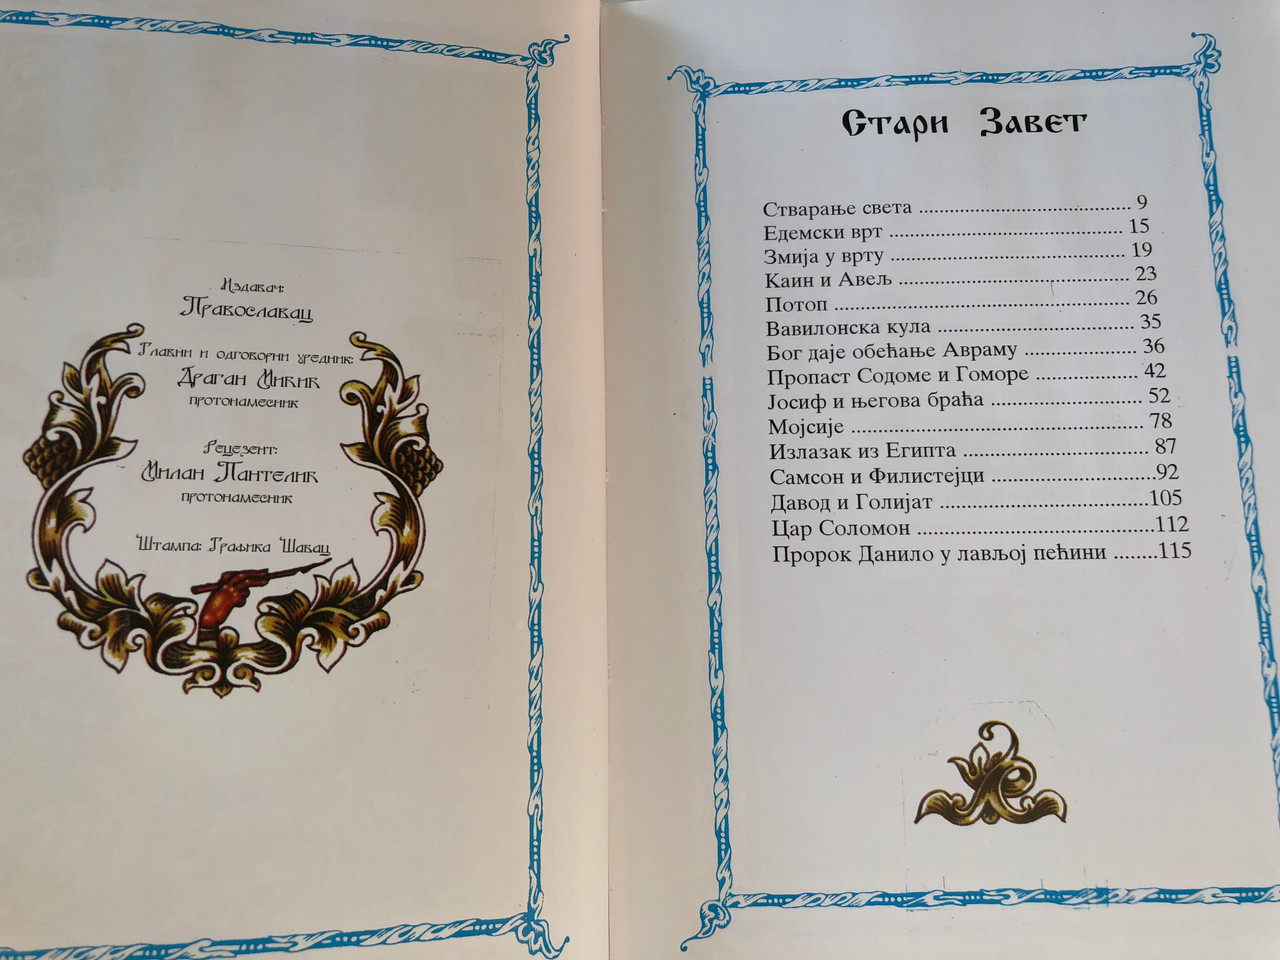 Издавач:
Православац
Главни и одговорни уредник:
Драган Мићић
протонамесник
Рецезент:
Милан Пантелић
протонамесник
Штампа: Графика Шабац
Стари Завет
Стварање света .................................... 9
Едемски врт ........................................ 15
Змија у врту ........................................ 19
Каин и Авељ ....................................... 23
Потоп .................................................. 26
Вавилонска кула ................................. 35
Бог даје обећање Авраму ................... 36
Пропаст Содоме и Гоморе ................. 42
Јосиф и његова браћа .......................... 52
Мојсије ................................................. 78
Излазак из Египта ............................... 87
Самсон и Филистејци ............................92
Давод и Голијат ...................................105
Цар Соломон ........................................112
Пророк Данило у лављој пећини ........115